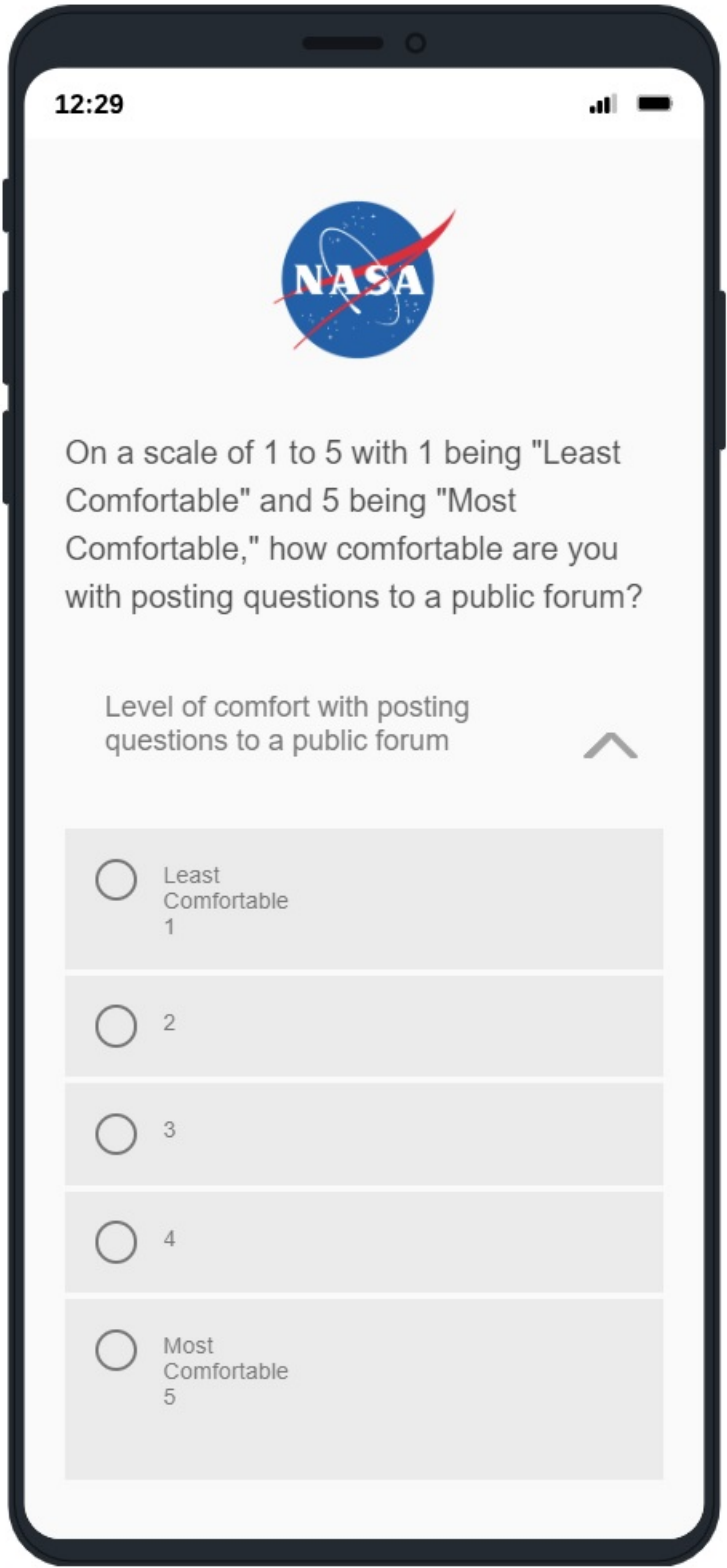 12:29
NASA
On a scale of 1 to 5 with 1 being "Least
Comfortable" and 5 being "Most
Comfortable," how comfortable are you
with posting questions to a public forum?
Level of comfort with posting
questions to a public forum
Least
Comfortable
1
2
3
4
Most
Comfortable
5